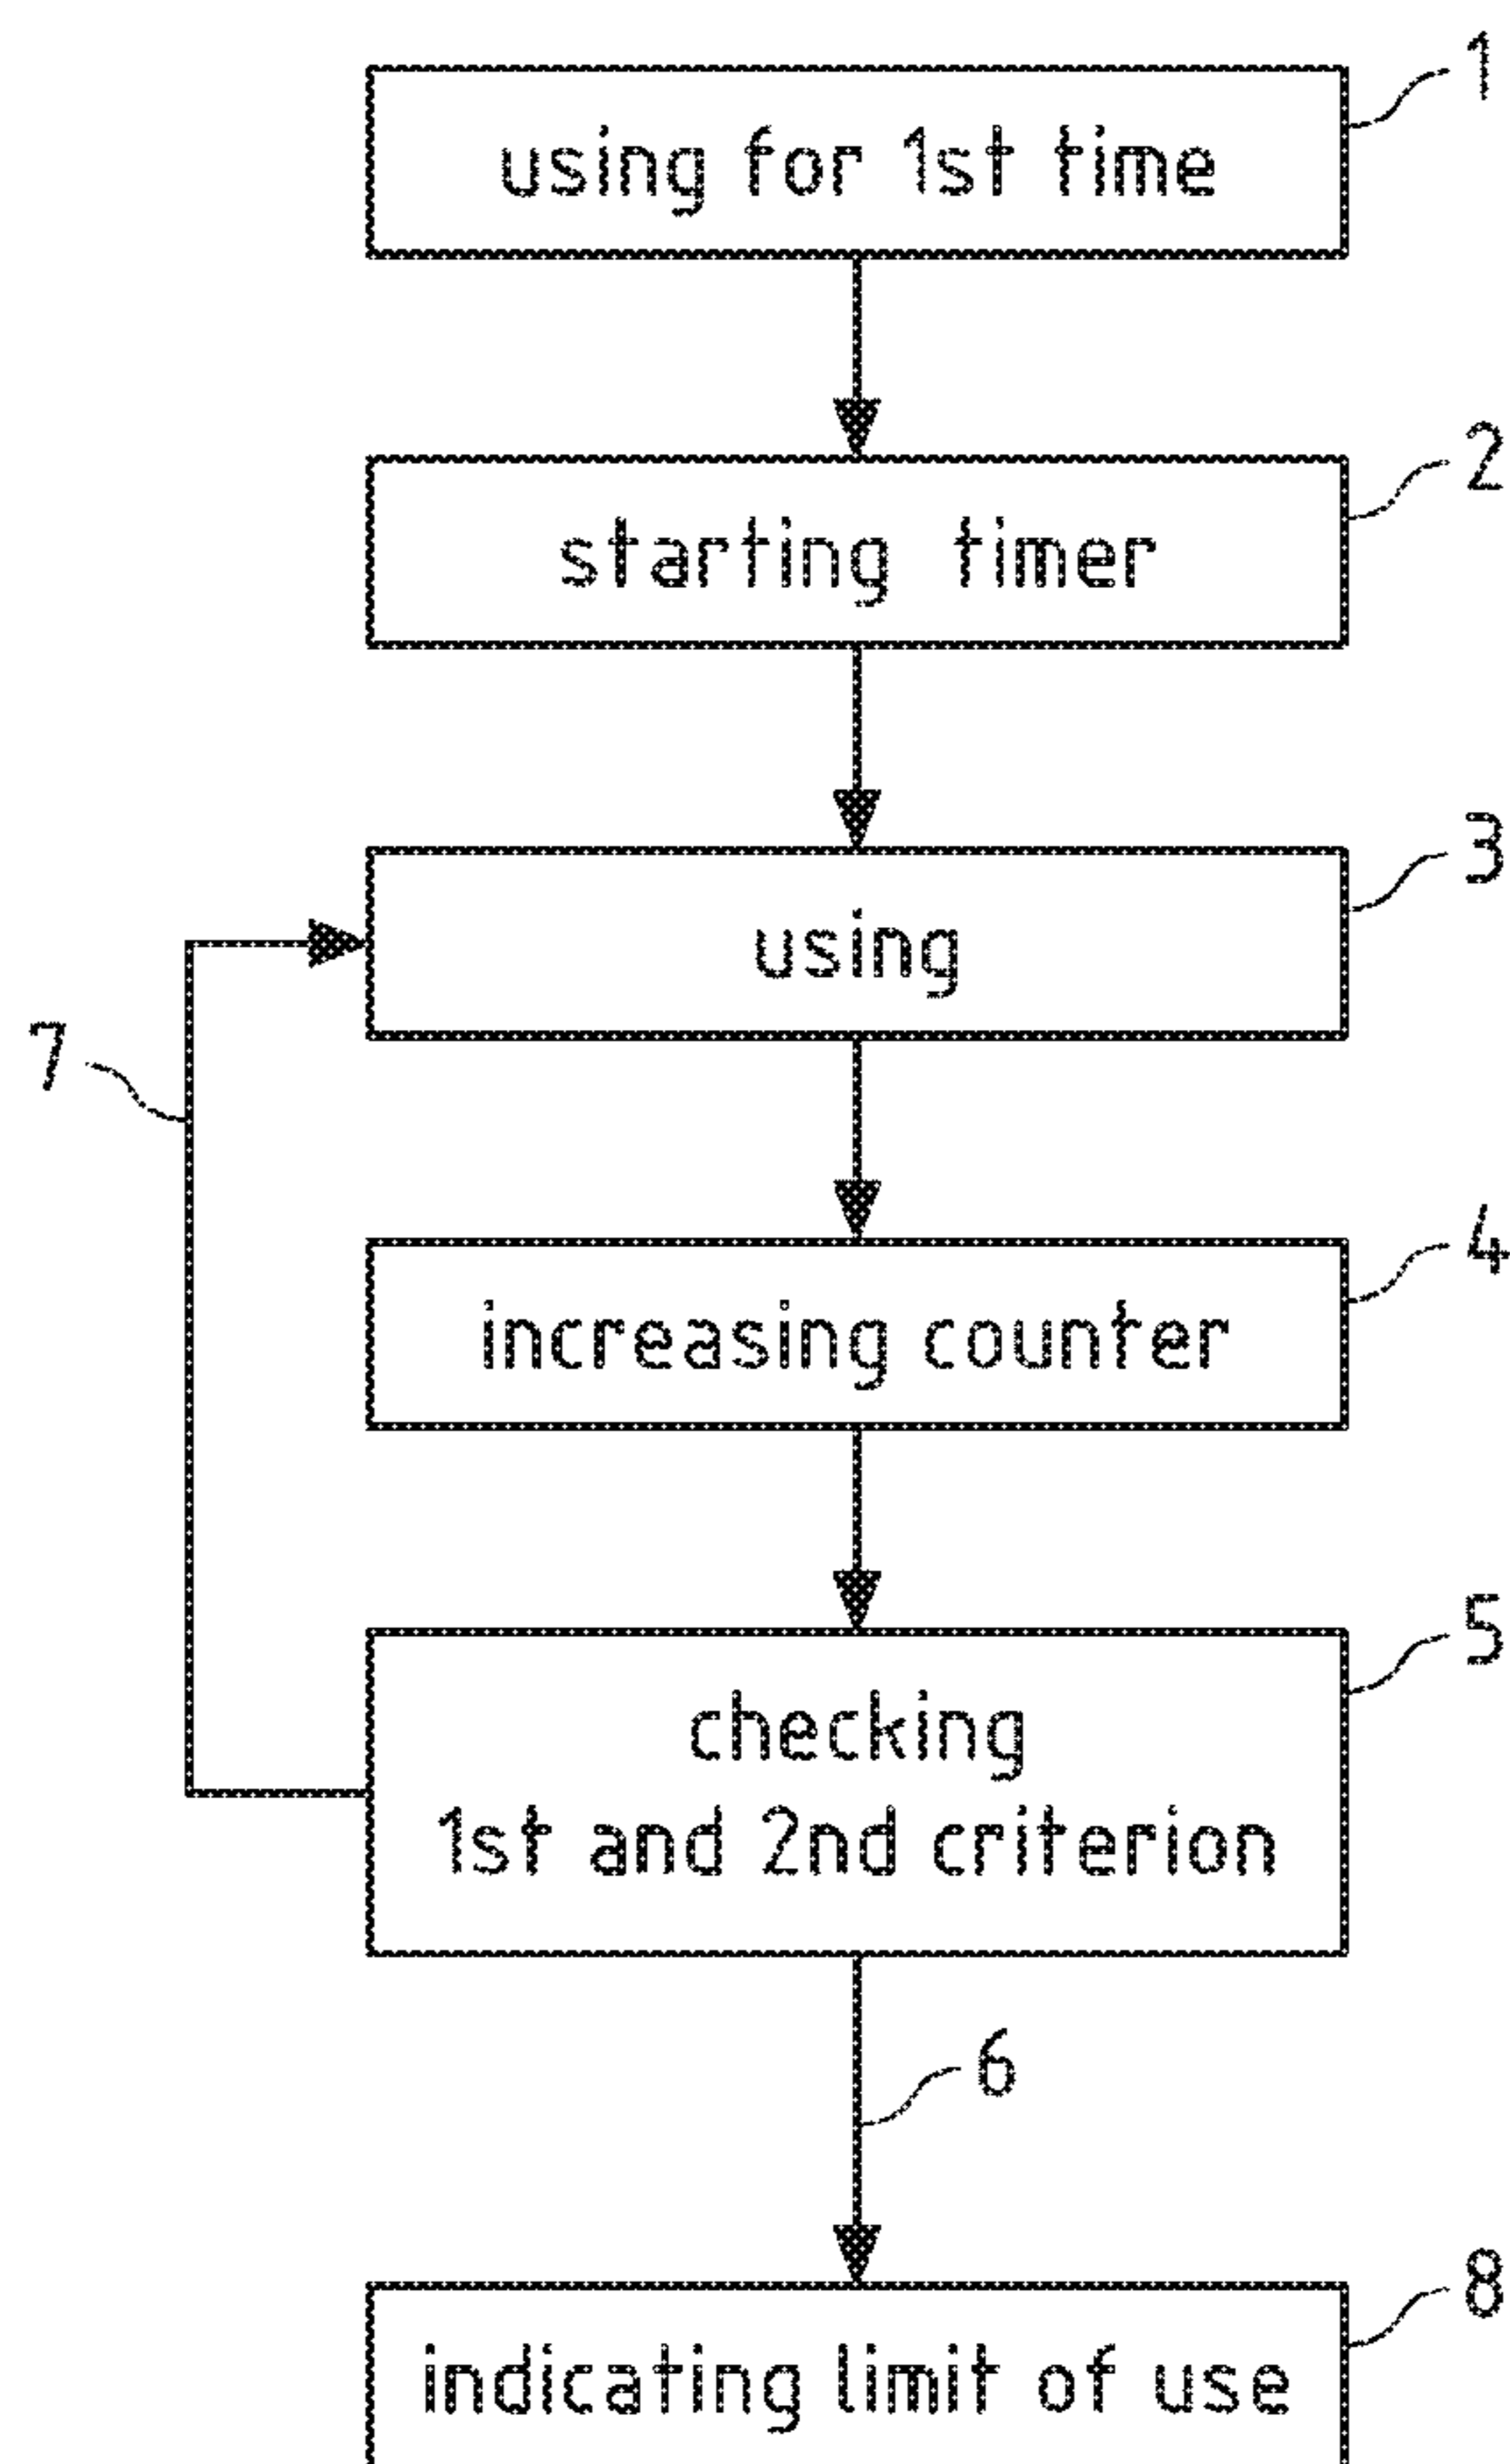 1
using for 1st time
2
starting timer
3
using
7
4
increasing counter
5
checking
1st and 2nd criterion
6
8
indicating limit of use